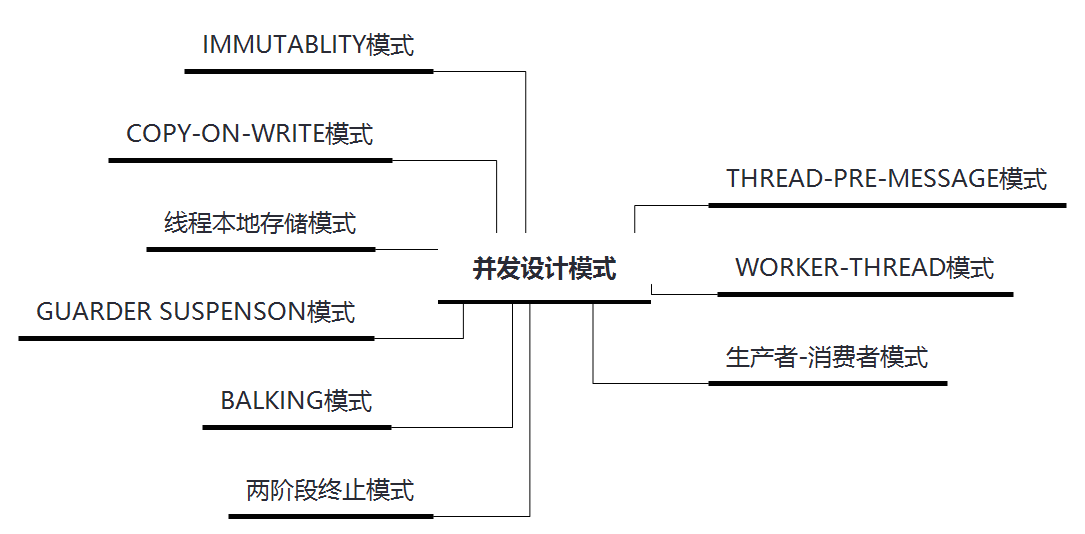 IMMUTABLITY模式
COPY-ON-WRITE模式
线程本地存储模式
GUARDER SUSPENSON模式
BALKING模式
两阶段终止模式
并发设计模式
THREAD-PRE-MESSAGE模式
WORKER-THREAD模式
生产者-消费者模式